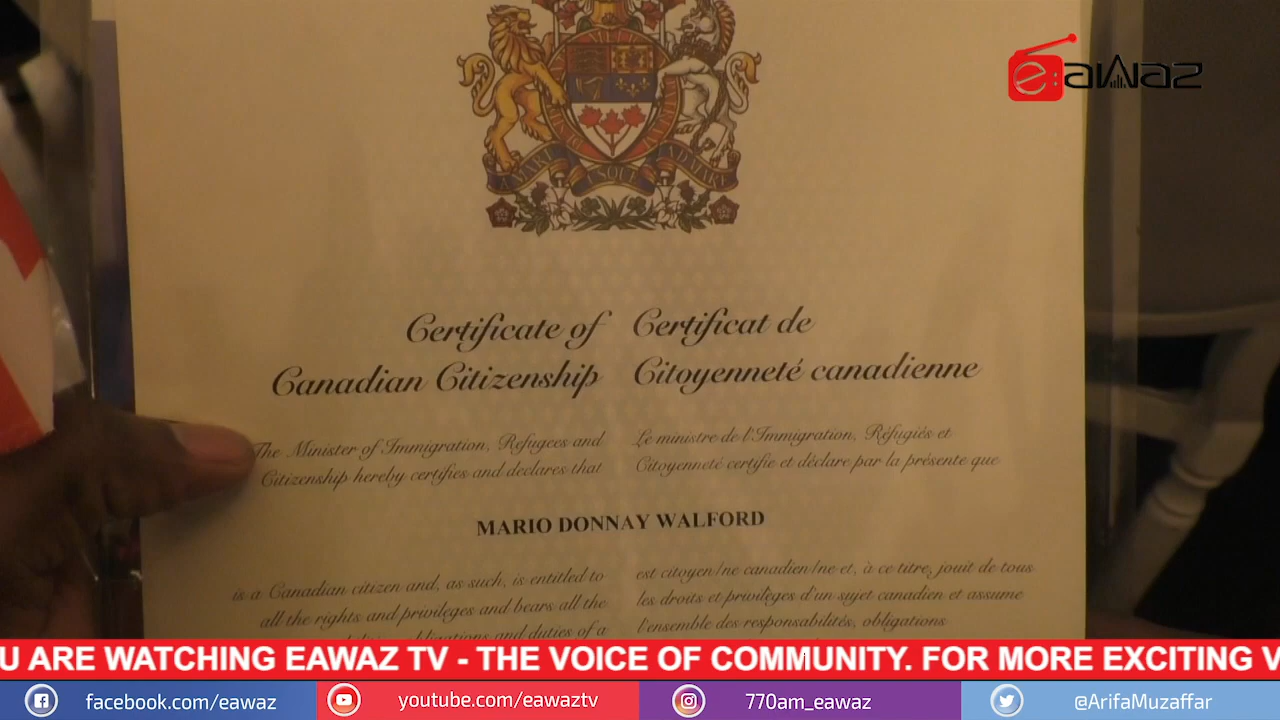 e-awaz
Certificate of
Canadian Citizenship
Certificat de
Citoyenneté canadienne
The Minister of Immigration, Refugees and
Citizenship hereby certifies and declares that
Le ministre de l'Immigration, Réfugiés et
Citoyenneté certifie et déclare par la présente que
MARIO DONNAY WALFORD
is a Canadian citizen and, as such, is entitled to
all the rights and privileges and bears all the
obligations and duties of a
est citoyen/ne canadien/ne et, à ce titre, jouit de tous
les droits et privilèges d'un sujet canadien et assume
l'ensemble des responsabilités, obligations
U ARE WATCHING EAWAZ TV - THE VOICE OF COMMUNITY. FOR MORE EXCITING V
facebook.com/eawaz
youtube.com/eawaztv
770am_eawaz
@ArifaMuzaffar